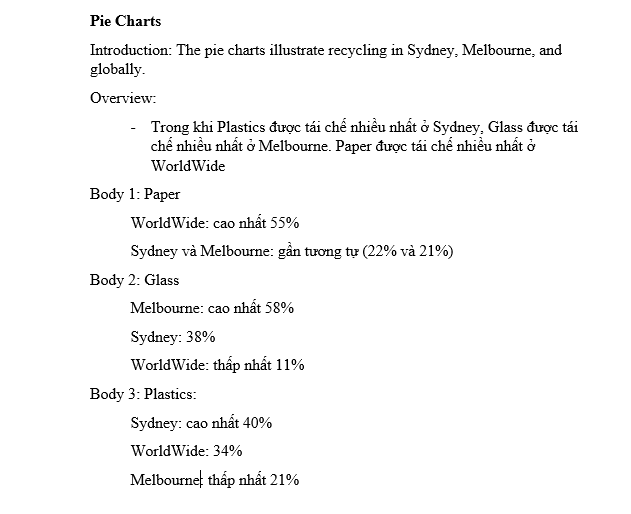 Pie Charts
Introduction: The pie charts illustrate recycling in Sydney, Melbourne, and
globally.
Overview:
- Trong khi Plastics được tái chế nhiều nhất ở Sydney, Glass được tái
chế nhiều nhất ở Melbourne. Paper được tái chế nhiều nhất ở
WorldWide
Body 1: Paper
WorldWide: cao nhất 55%
Sydney và Melbourne: gần tương tự (22% và 21%)
Body 2: Glass
Melbourne: cao nhất 58%
Sydney: 38%
WorldWide: thấp nhất 11%
Body 3: Plastics:
Sydney: cao nhất 40%
WorldWide: 34%
Melbourne: thấp nhất 21%